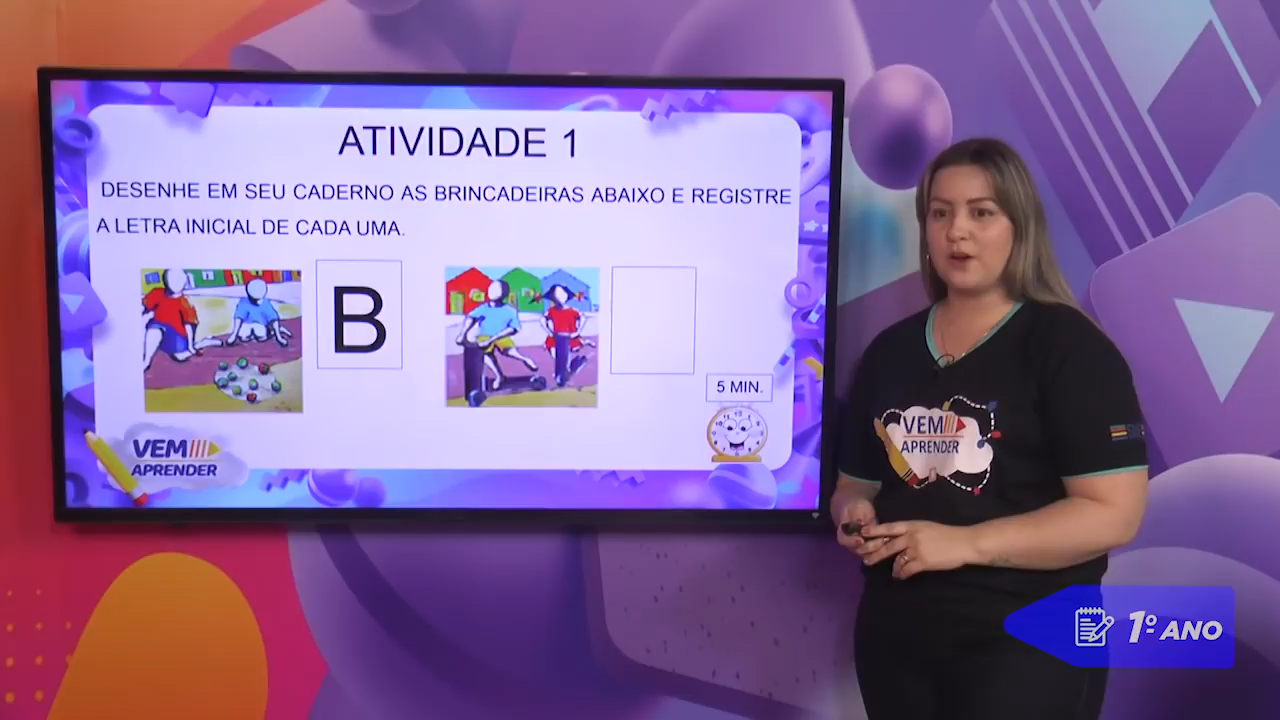 ATIVIDADE 1
DESENHE EM SEU CADERNO AS BRINCADEIRAS ABAIXO E REGISTRE
A LETRA INICIAL DE CADA UMA.
B
5 MIN.
VEM
APRENDER
VEM
APRENDER
1º ANO